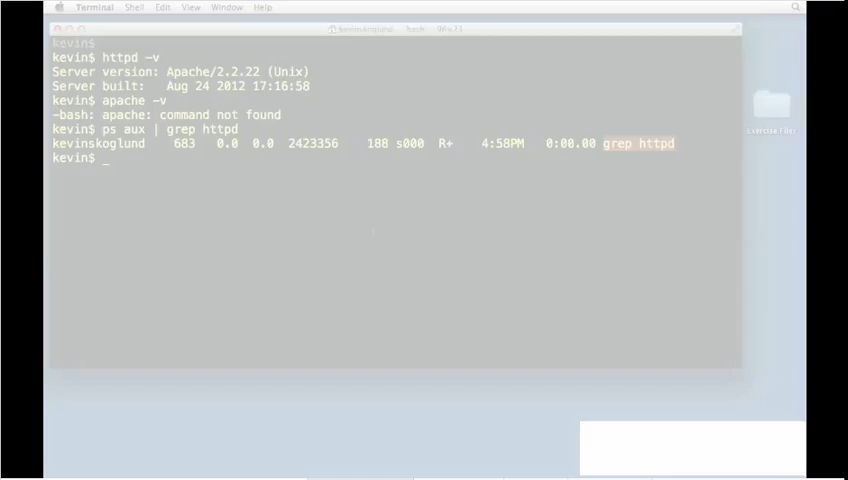 Terminal Shell Edit View Window Help
kevin$
kevin$ httpd -v
Server version: Apache/2.2.22 (Unix)
Server built:   Aug 24 2012 17:16:58
kevin$ apache -v
-bash: apache: command not found
kevin$ ps aux | grep httpd
kevinskoglund    683   0.0  0.0  2423356    188 s000  R+    4:58PM   0:00.00 grep httpd
kevin$ _
Exercise Files